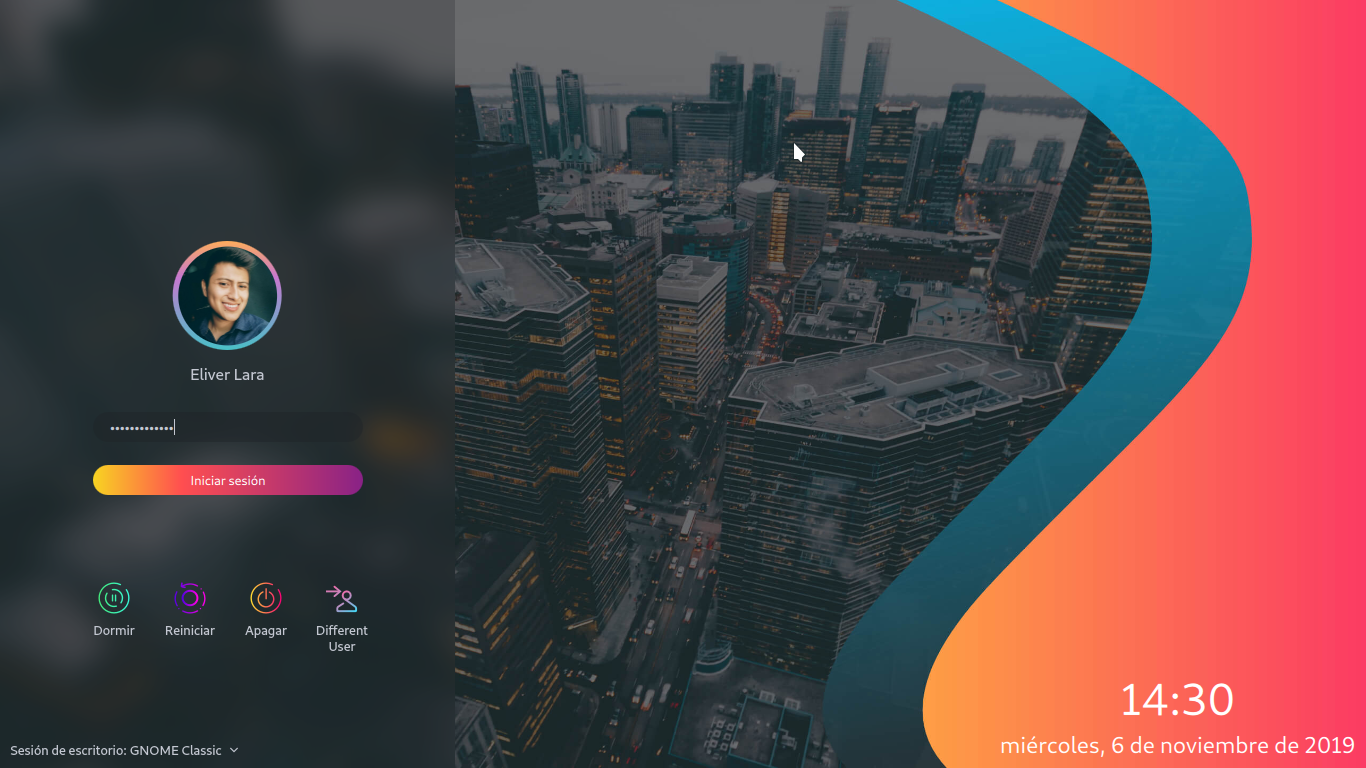 Eliver Lara
•••••••••••••
Iniciar sesión
Dormir
Reiniciar
Apagar
Different
User
Sesión de escritorio: GNOME Classic
14:30
miércoles, 6 de noviembre de 2019